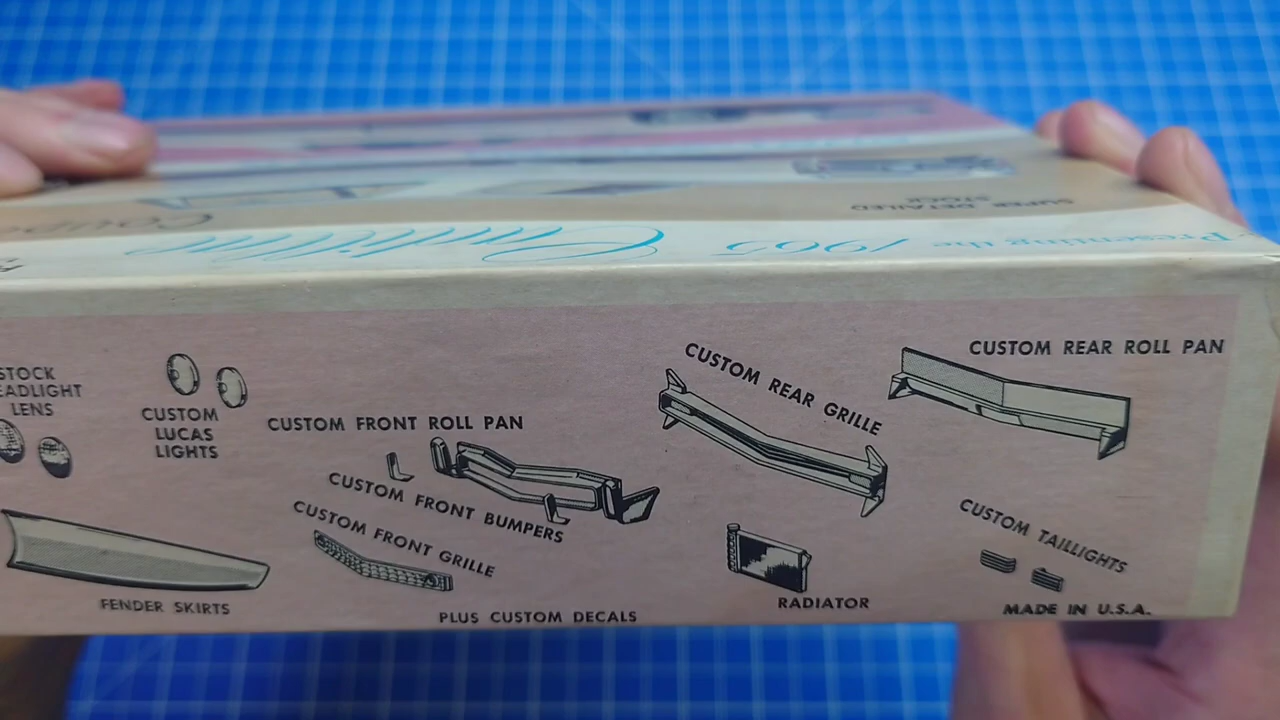 SUPER DETAILED
STOCK
Coupe
Presenting the 1965
STOCK
EADLIGHT
LENS
CUSTOM
LUCAS
LIGHTS
CUSTOM FRONT ROLL PAN
CUSTOM REAR GRILLE
CUSTOM REAR ROLL PAN
CUSTOM FRONT BUMPERS
CUSTOM FRONT GRILLE
CUSTOM TAILLIGHTS
FENDER SKIRTS
PLUS CUSTOM DECALS
RADIATOR
MADE IN U.S.A.